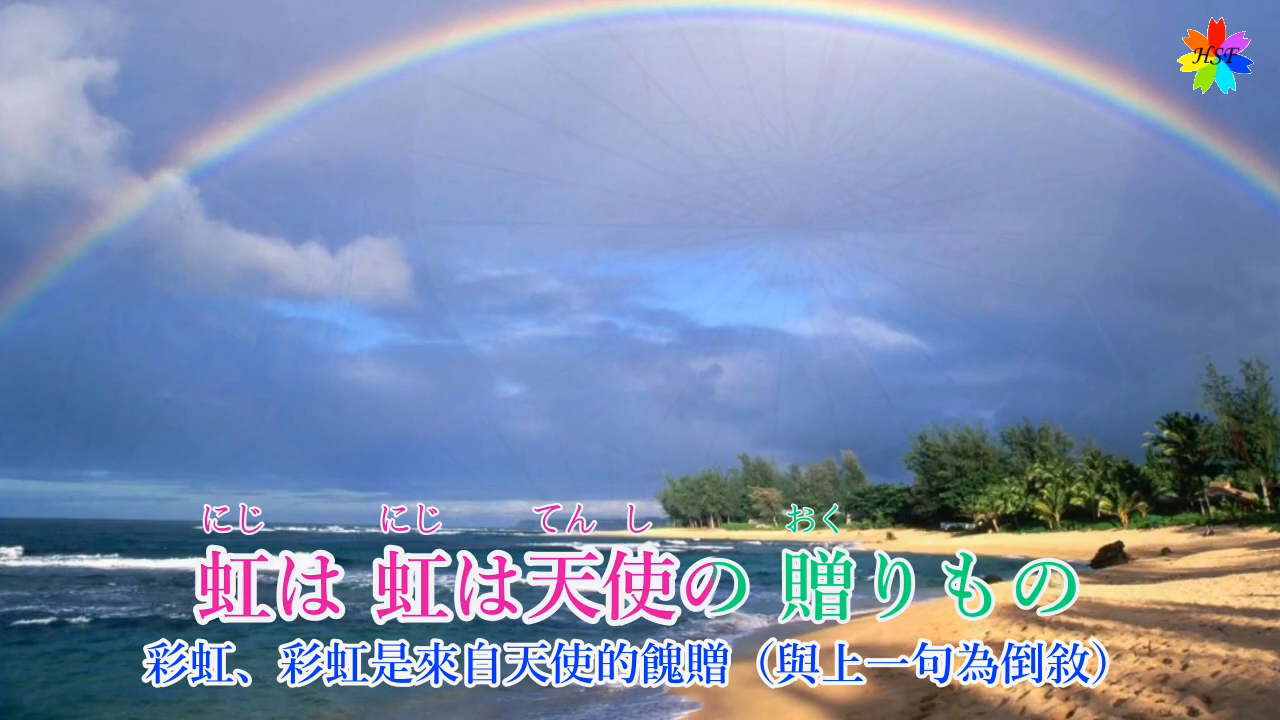 HSF
にじ にじ てん し おく
虹は 虹は天使の 贈りもの
彩虹、彩虹是來自天使的餽贈（與上一句為倒敘）